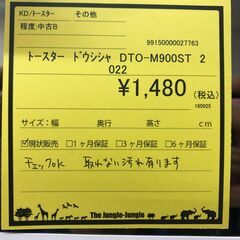 KD/トースター　その他
程度:中古B
99150000027763
トースター ドウシシャ DTO-M900ST 2
022
¥1,480 (税込)
160925
サイズ:幅　奥行　高さ　cm
☑現状販売 □1ヶ月保証 □3ヶ月保証 □6ヶ月保証
チェックOK 取れない汚れ有ります
The Jungle-Jungle